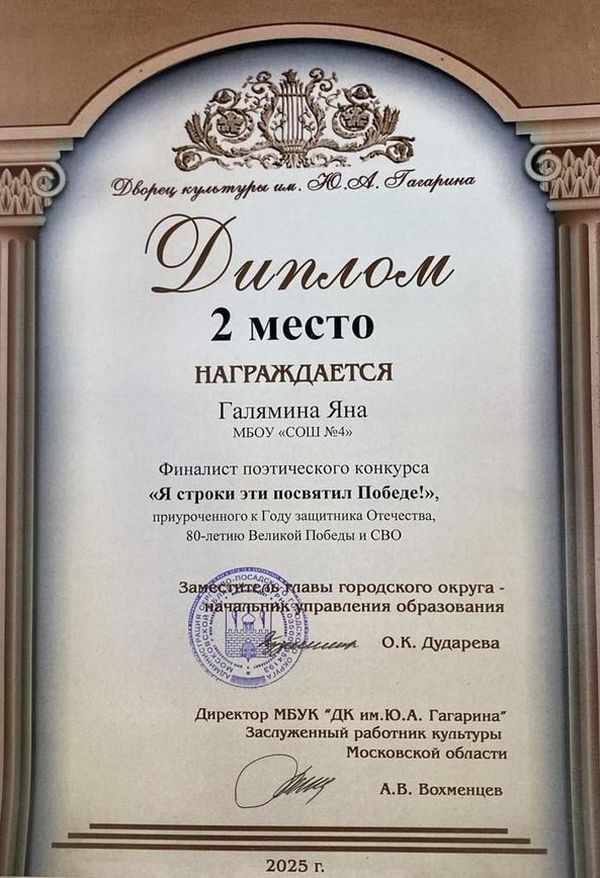 Дворец культуры им. Ю.А. Гагарина
Диплом
2 место
НАГРАЖДАЕТСЯ
Галямина Яна
МБОУ «СОШ №4»
Финалист поэтического конкурса
«Я строки эти посвятил Победе!»,
приуроченного к Году защитника Отечества,
80-летию Великой Победы и СВО
Заместитель главы городского округа -
начальник управления образования
О.К. Дударева
Директор МБУК "ДК им.Ю.А. Гагарина"
Заслуженный работник культуры
Московской области
А.В. Вохменцев
2025 г.